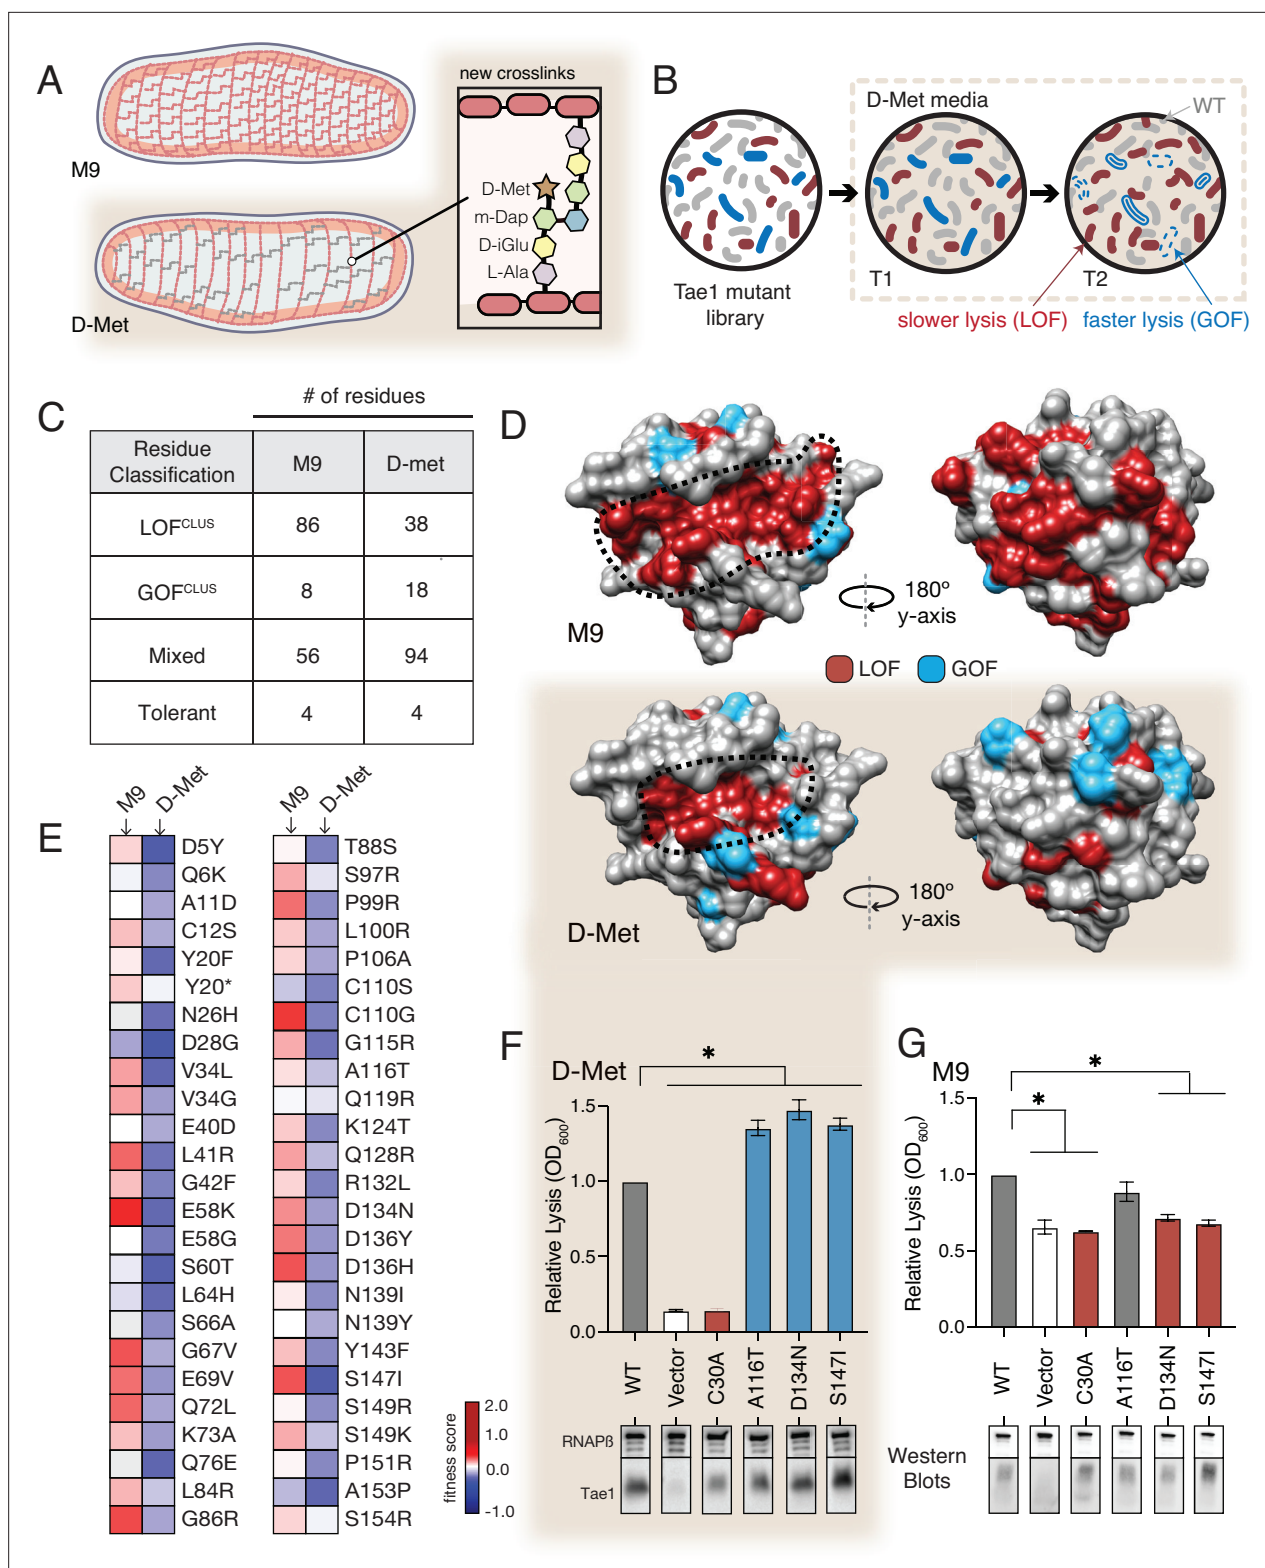 A
M9
D-Met
new crosslinks
D-Met
m-Dap
D-iGlu
L-Ala
B
D-Met media
WT
Tae1 mutant
library
T1
T2
slower lysis (LOF)
faster lysis (GOF)
C
# of residues
Residue
Classification
M9
D-met
LOF^CLUS
86
38
GOF^CLUS
8
18
Mixed
56
94
Tolerant
4
4
D
180º
y-axis
M9
LOF
GOF
180º
y-axis
D-Met
E
M9
D-Met
D5Y
Q6K
A11D
C12S
Y20F
Y20*
N26H
D28G
V34L
V34G
E40D
L41R
G42F
E58K
E58G
S60T
L64H
S66A
G67V
E69V
Q72L
K73A
Q76E
L84R
G86R
M9
D-Met
T88S
S97R
P99R
L100R
P106A
C110S
C110G
G115R
A116T
Q119R
K124T
Q128R
R132L
D134N
D136Y
D136H
N139I
N139Y
Y143F
S147I
S149R
S149K
P151R
A153P
S154R
fitness score
2.0
1.0
0.0
-1.0
F
D-Met
*
Relative Lysis (OD600)
1.5
1.0
0.5
0.0
WT
Vector
C30A
A116T
D134N
S147I
RNAPß
Tae1
G
M9
*
*
Relative Lysis (OD600)
1.5
1.0
0.5
0.0
WT
Vector
C30A
A116T
D134N
S147I
Western
Blots